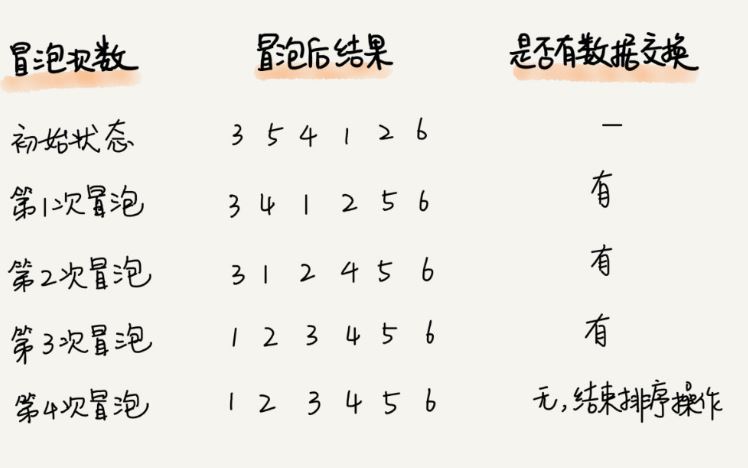 冒泡次数 冒泡后结果 是否有数据交换
初始状态 3 5 4 1 2 6 —
第1次冒泡 3 4 1 2 5 6 有
第2次冒泡 3 1 2 4 5 6 有
第3次冒泡 1 2 3 4 5 6 有
第4次冒泡 1 2 3 4 5 6 无,结束排序操作